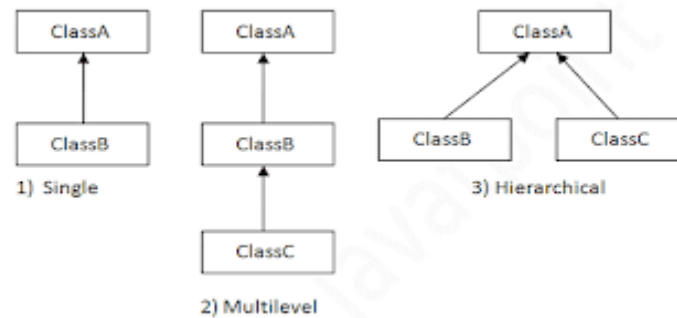 ClassA
ClassB
1) Single
ClassA
ClassB
ClassC
2) Multilevel
ClassA
ClassB
ClassC
3) Hierarchical